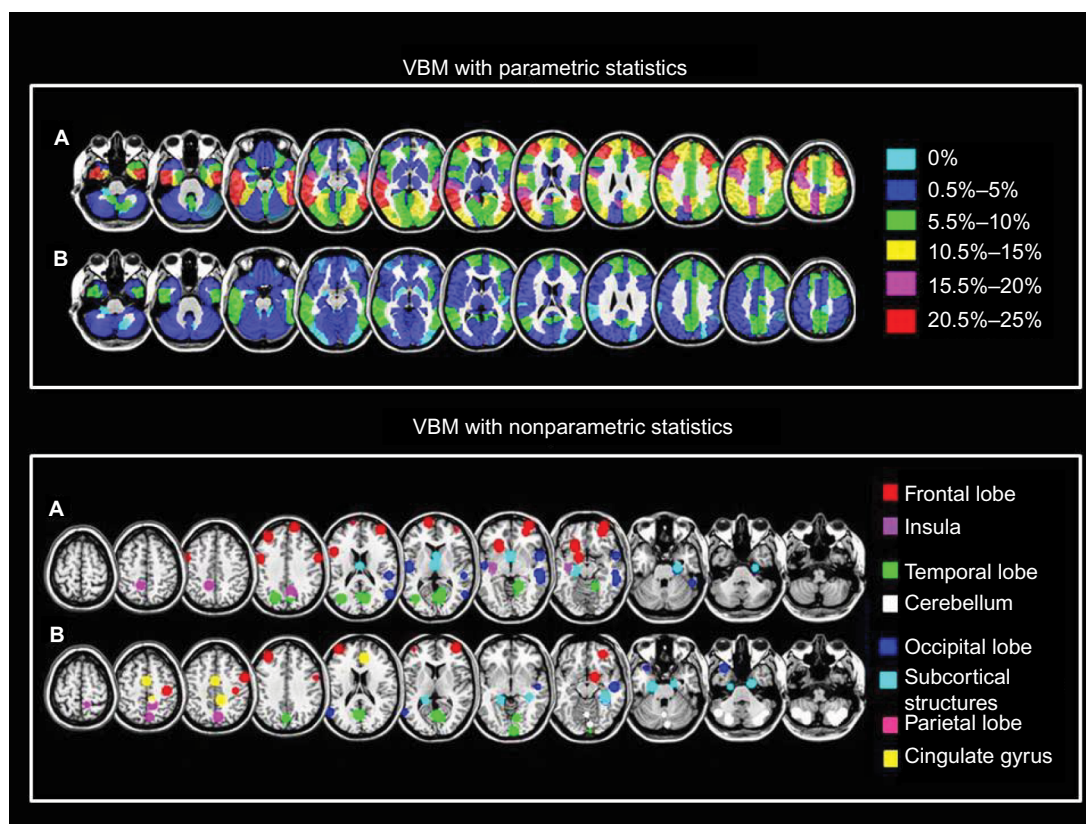 VBM with parametric statistics
A
B
0%
0.5%–5%
5.5%–10%
10.5%–15%
15.5%–20%
20.5%–25%
VBM with nonparametric statistics
A
B
Frontal lobe
Insula
Temporal lobe
Cerebellum
Occipital lobe
Subcortical
structures
Parietal lobe
Cingulate gyrus